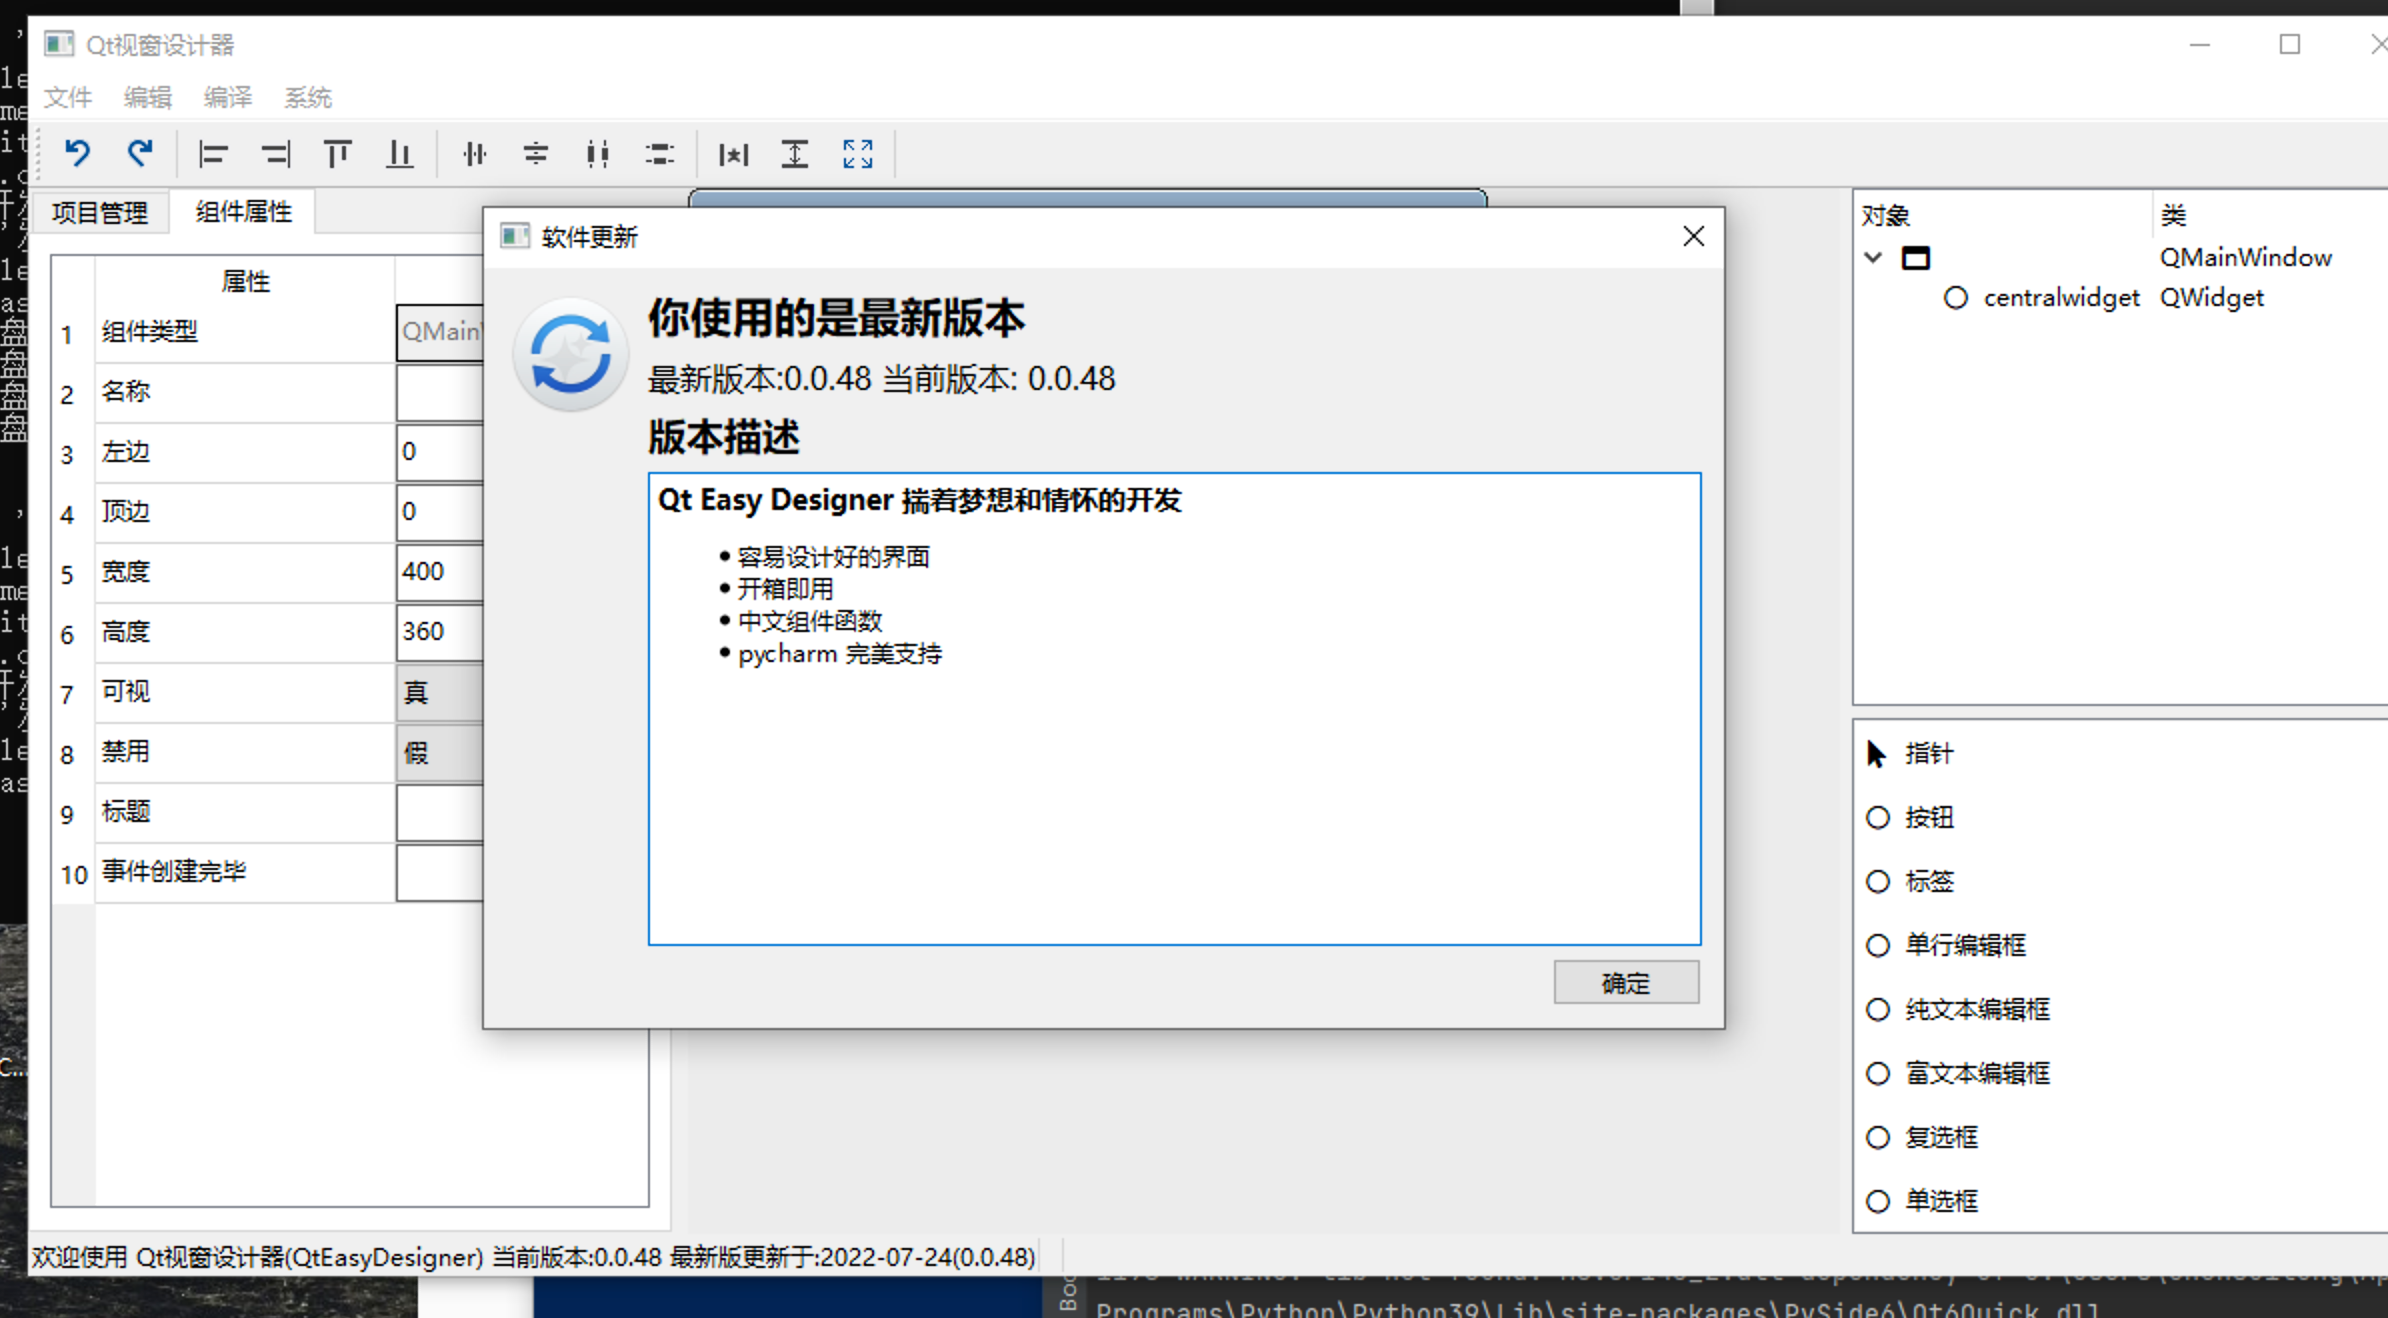 Qt视窗设计器
文件 编辑 编译 系统
项目管理 组件属性
属性
1 组件类型 QMain
2 名称
3 左边 0
4 顶边 0
5 宽度 400
6 高度 360
7 可视 真
8 禁用 假
9 标题
10 事件创建完毕
软件更新
你使用的是最新版本
最新版本:0.0.48 当前版本: 0.0.48
版本描述
Qt Easy Designer 揣着梦想和情怀的开发
• 容易设计好的界面
• 开箱即用
• 中文组件函数
• pycharm 完美支持
确定
对象 类
QMainWindow
centralwidget QWidget
指针
按钮
标签
单行编辑框
纯文本编辑框
富文本编辑框
复选框
单选框
欢迎使用 Qt视窗设计器(QtEasyDesigner) 当前版本:0.0.48 最新版更新于:2022-07-24(0.0.48)
Programs\Python\Python39\Lib\site-packages\PySide6\Qt6Quick.dll